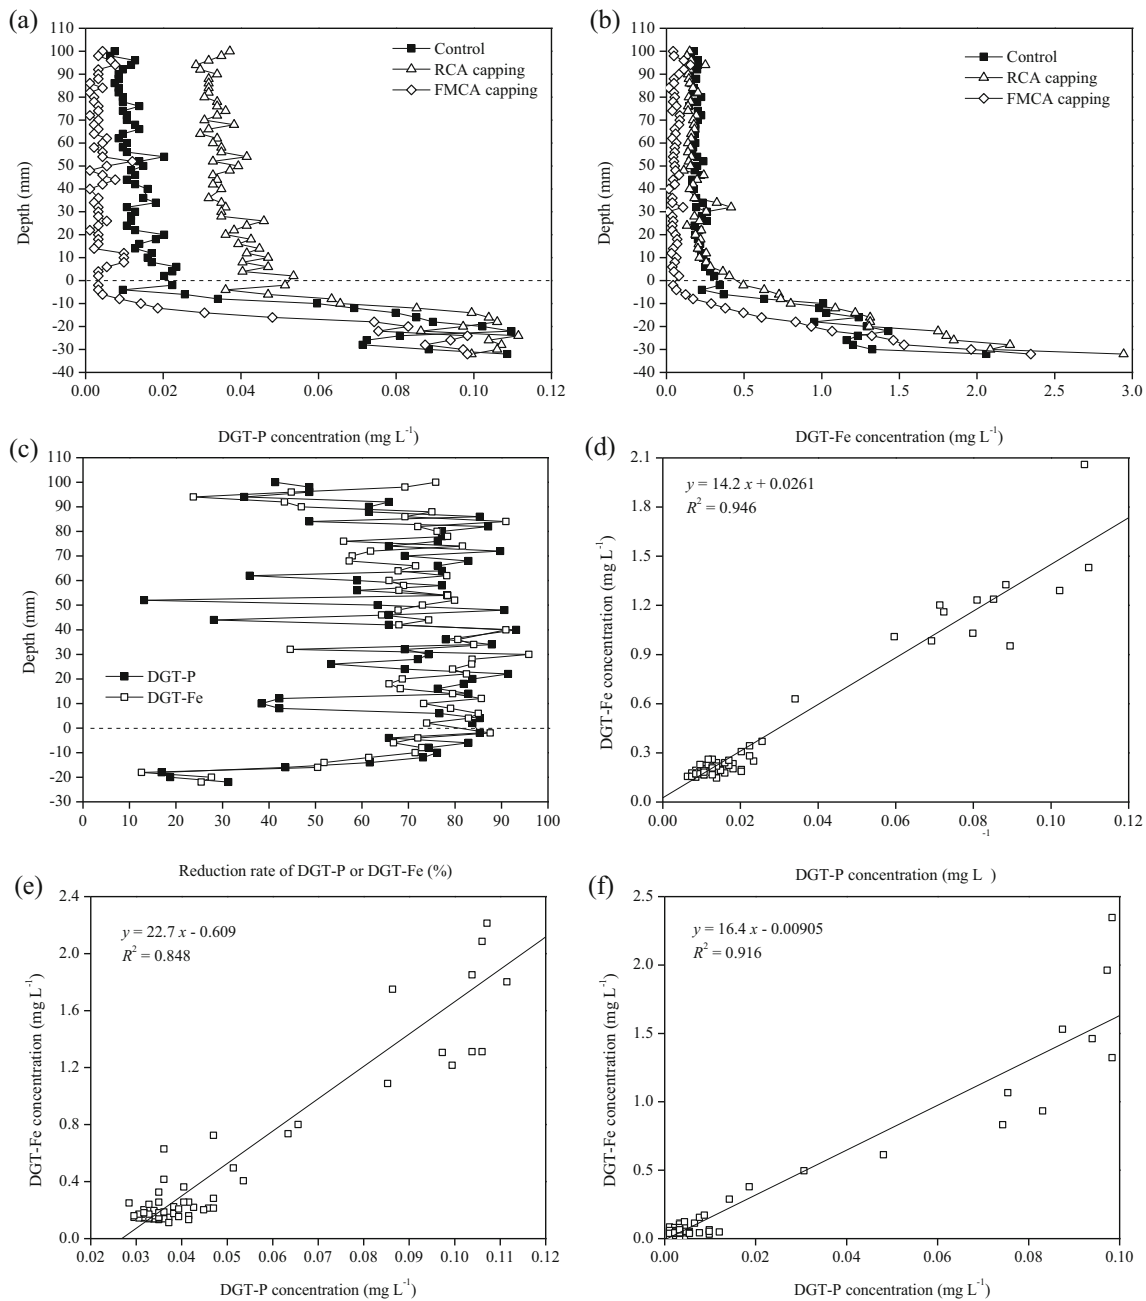 (a)
110
100
90
80
70
60
50
40
30
20
10
0
-10
-20
-30
-40
Depth (mm)
Control
RCA capping
FMCA capping
0.00 0.02 0.04 0.06 0.08 0.10 0.12
DGT-P concentration (mg L-1)
(b)
110
100
90
80
70
60
50
40
30
20
10
0
-10
-20
-30
-40
Depth (mm)
Control
RCA capping
FMCA capping
0.0 0.5 1.0 1.5 2.0 2.5 3.0
DGT-Fe concentration (mg L-1)
(c)
110
100
90
80
70
60
50
40
30
20
10
0
-10
-20
-30
Depth (mm)
DGT-P
DGT-Fe
0 10 20 30 40 50 60 70 80 90 100
Reduction rate of DGT-P or DGT-Fe (%)
(d)
2.1
1.8
1.5
1.2
0.9
0.6
0.3
0.0
DGT-Fe concentration (mg L-1)
y = 14.2 x + 0.0261
R2 = 0.946
0.00 0.02 0.04 0.06 0.08 0.10 0.12
-1
DGT-P concentration (mg L )
(e)
2.4
1.8
1.2
0.8
0.4
0.0
DGT-Fe concentration (mg L-1)
y = 22.7 x - 0.609
R2 = 0.848
0.02 0.03 0.04 0.05 0.06 0.07 0.08 0.09 0.10 0.11 0.12
DGT-P concentration (mg L-1)
(f)
2.5
2.0
1.5
1.0
0.5
0.0
DGT-Fe concentration (mg L-1)
y = 16.4 x - 0.00905
R2 = 0.916
0.00 0.02 0.04 0.06 0.08 0.10
DGT-P concentration (mg L-1)